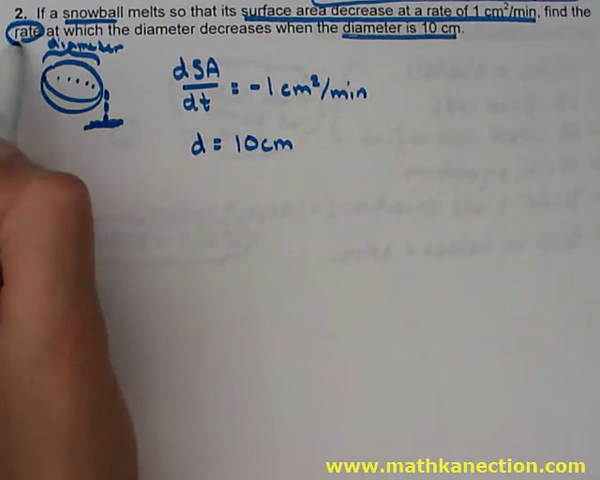 2. If a snowball melts so that its surface area decrease at a rate of 1 cm²/min, find the
rate at which the diameter decreases when the diameter is 10 cm.
diameter
dSA/dt = -1 cm²/min
d = 10cm
www.mathkanection.com